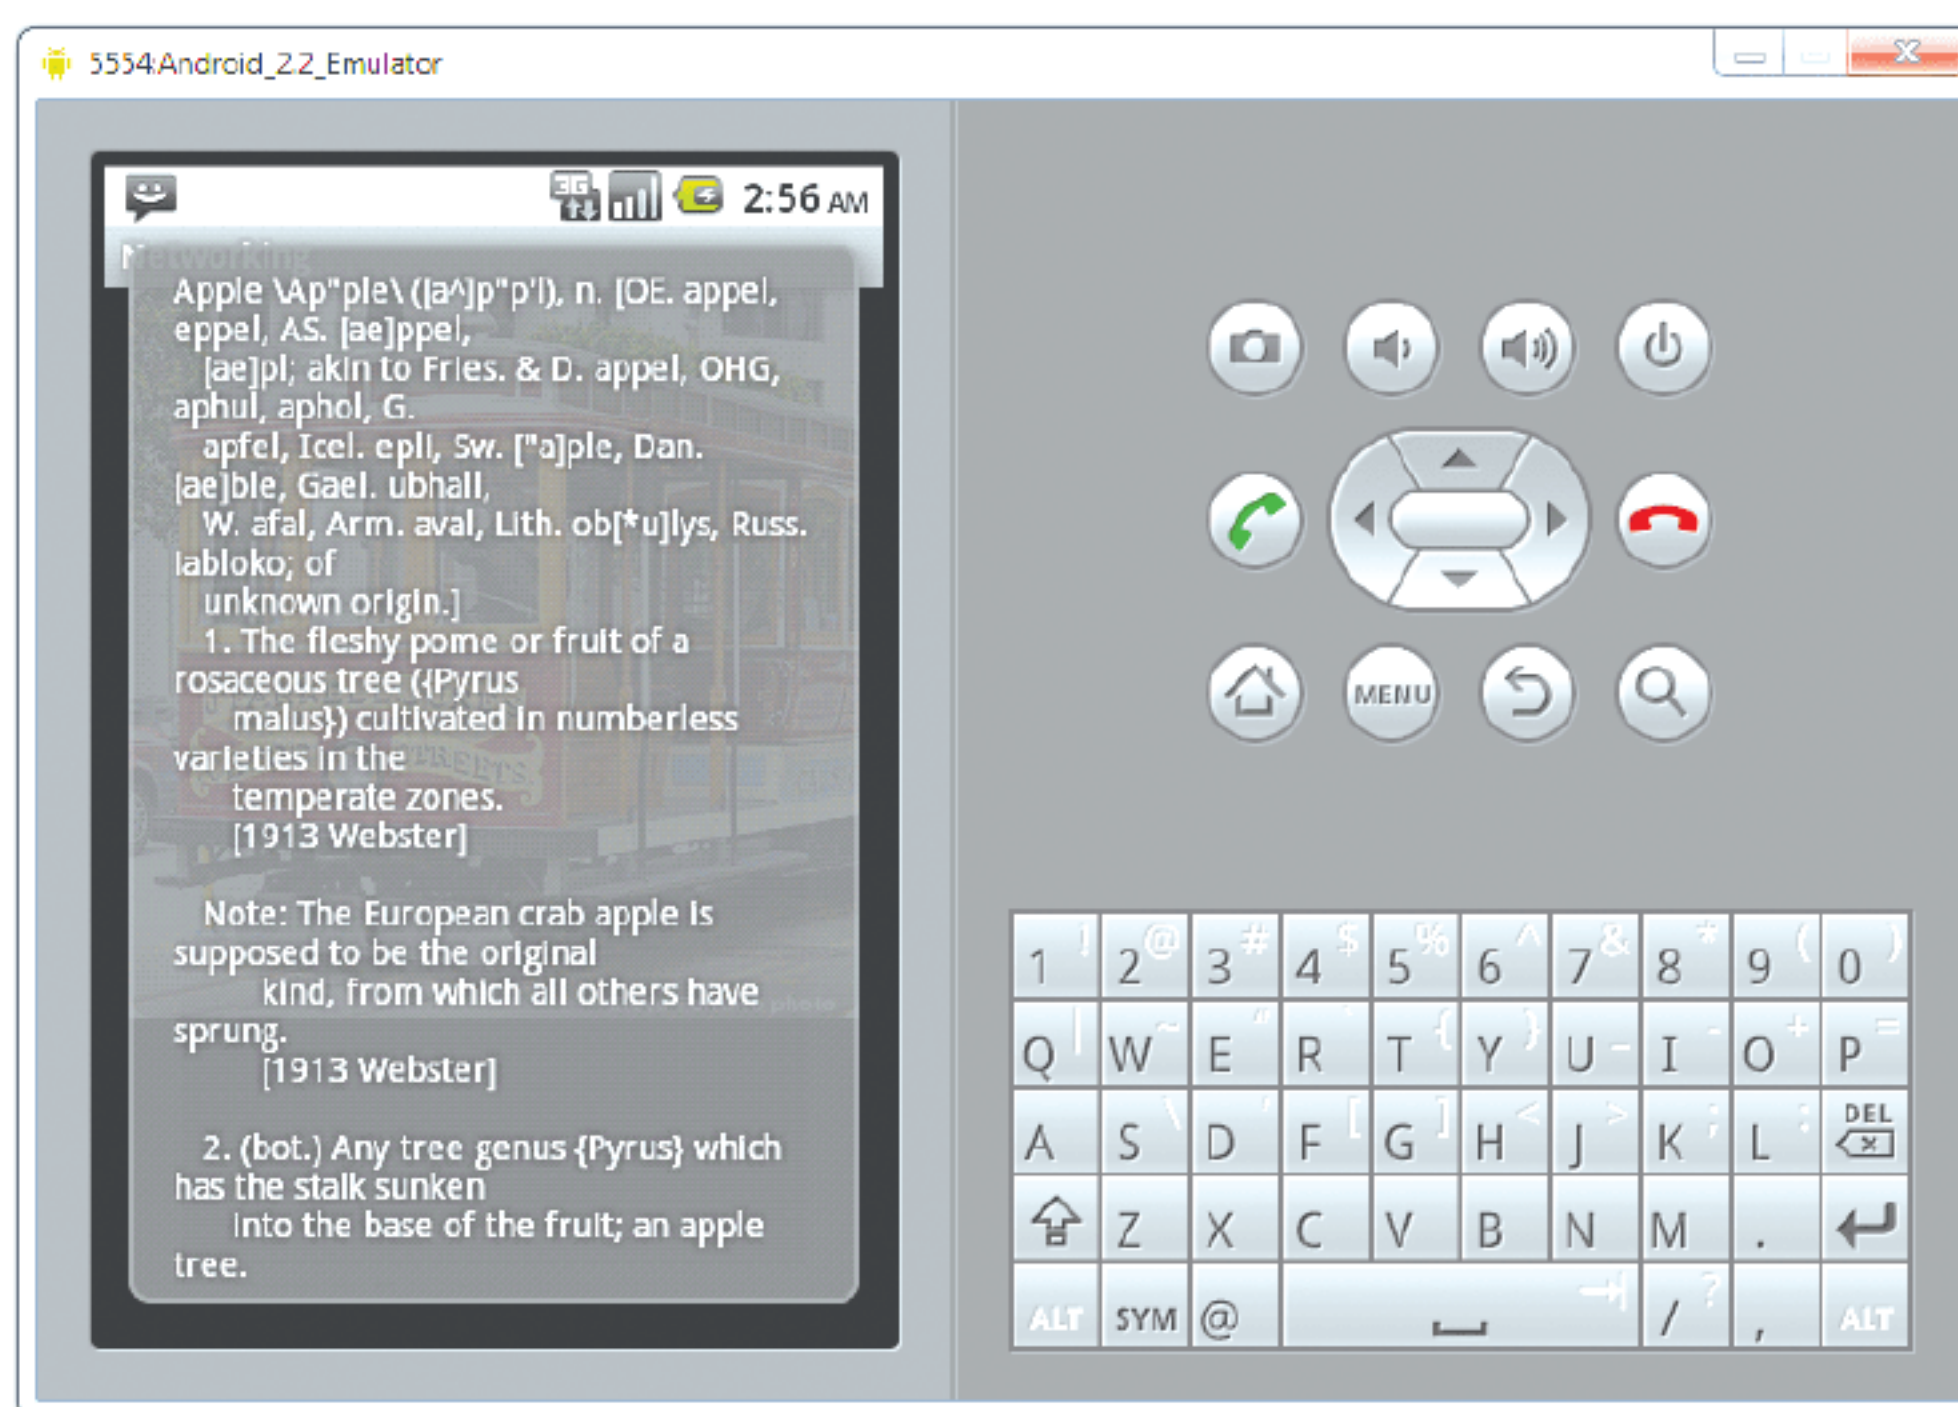 5554:Android_2.2_Emulator
2:56 AM
Networking
Apple \Ap"ple\ ([a^]p"p'l), n. [OE. appel,
eppel, AS. [ae]ppel,
[ae]pl; akin to Fries. & D. appel, OHG,
aphul, aphol, G.
apfel, Icel. epli, Sw. ["a]ple, Dan.
[ae]ble, Gael. ubhall,
W. afal, Arm. aval, Lith. ob[*u]lys, Russ.
iabloko; of
unknown origin.]
1. The fleshy pome or fruit of a
rosaceous tree ({Pyrus
malus}) cultivated in numberless
varieties in the
temperate zones.
[1913 Webster]
Note: The European crab apple is
supposed to be the original
kind, from which all others have
sprung.
[1913 Webster]
2. (bot.) Any tree genus {Pyrus} which
has the stalk sunken
into the base of the fruit; an apple
tree.
STREETS.
photo
3G
MENU
1 ! 2 @ 3 # 4 $ 5 % 6 ^ 7 & 8 * 9 ( 0 )
Q | W ~ E " R ` T { Y } U _ I - O + P =
A S \ D ' F [ G ] H < J > K ; L : DEL
Z X C V B N M .
ALT SYM @ / ? , ALT